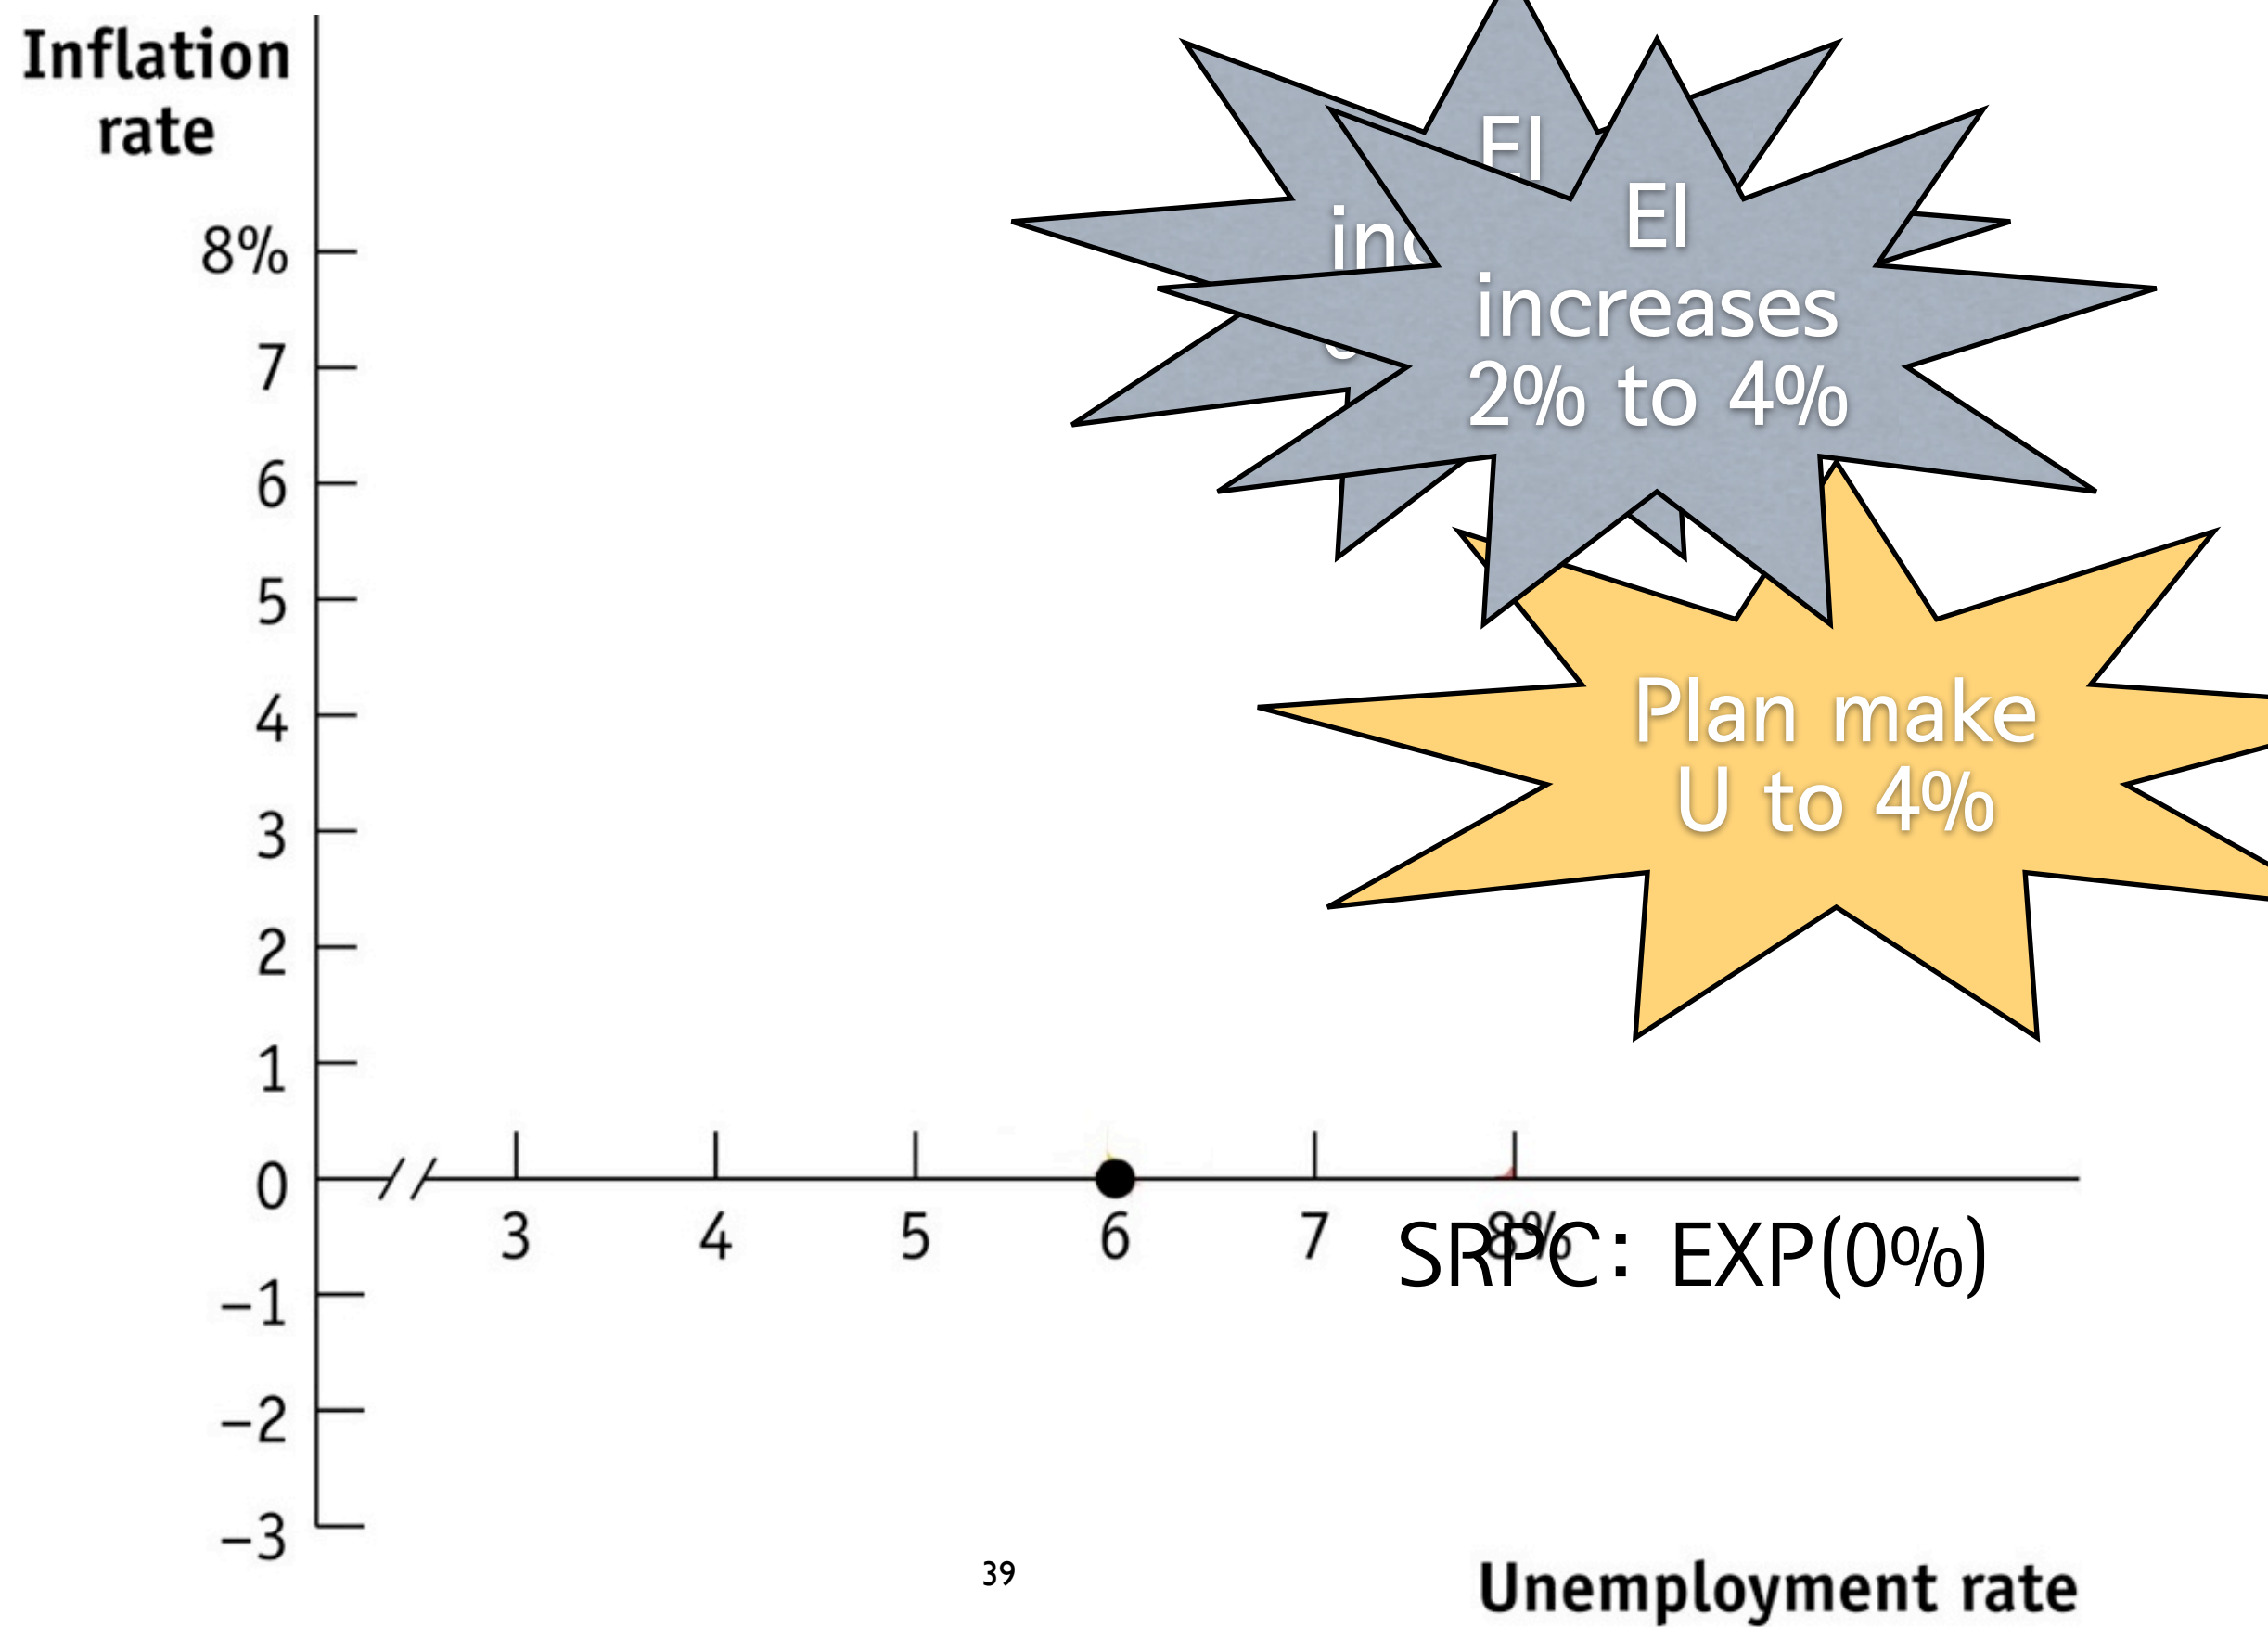 Inflation
rate
8%
7
6
5
4
3
2
1
0
−1
−2
−3
EI
EI
increases
2% to 4%
Plan make
U to 4%
3 4 5 6 7 8%
SRPC: EXP(0%)
39
Unemployment rate